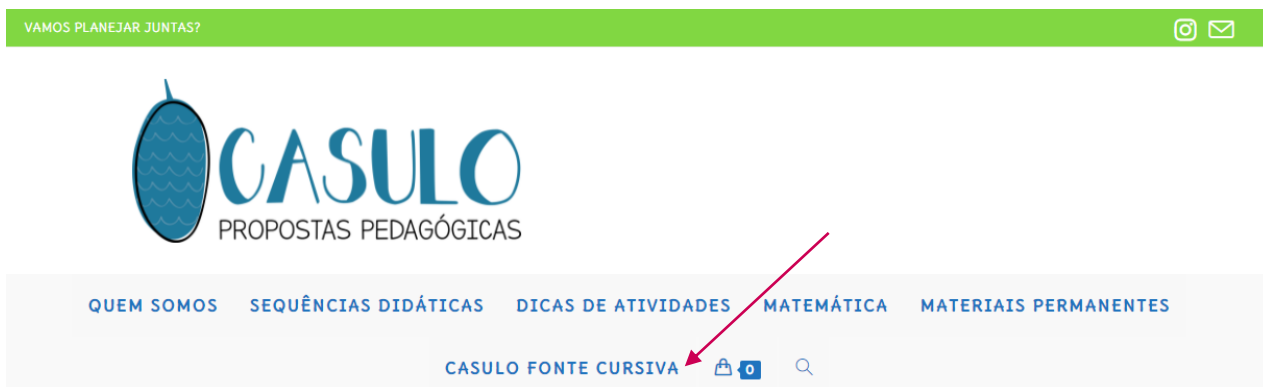 VAMOS PLANEJAR JUNTAS?
CASULO
PROPOSTAS PEDAGÓGICAS
QUEM SOMOS SEQUÊNCIAS DIDÁTICAS DICAS DE ATIVIDADES MATEMÁTICA MATERIAIS PERMANENTES
CASULO FONTE CURSIVA 0